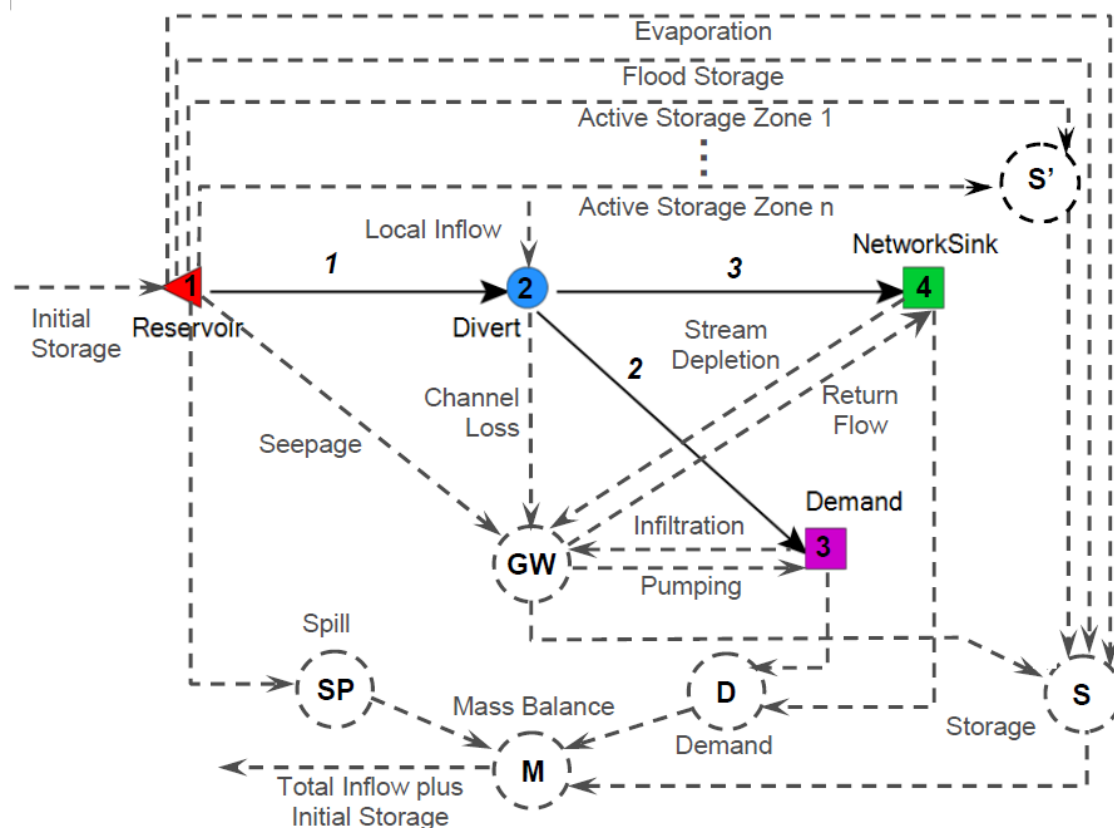 Evaporation
Flood Storage
Active Storage Zone 1
S’
Active Storage Zone n
Local Inflow
NetworkSink
1
3
1
2
4
Initial
Storage
Reservoir
Divert
Stream
Depletion
2
Channel
Loss
Return
Flow
Seepage
Demand
Infiltration
3
GW
Pumping
Spill
SP
D
S
Mass Balance
Storage
Demand
M
Total Inflow plus
Initial Storage